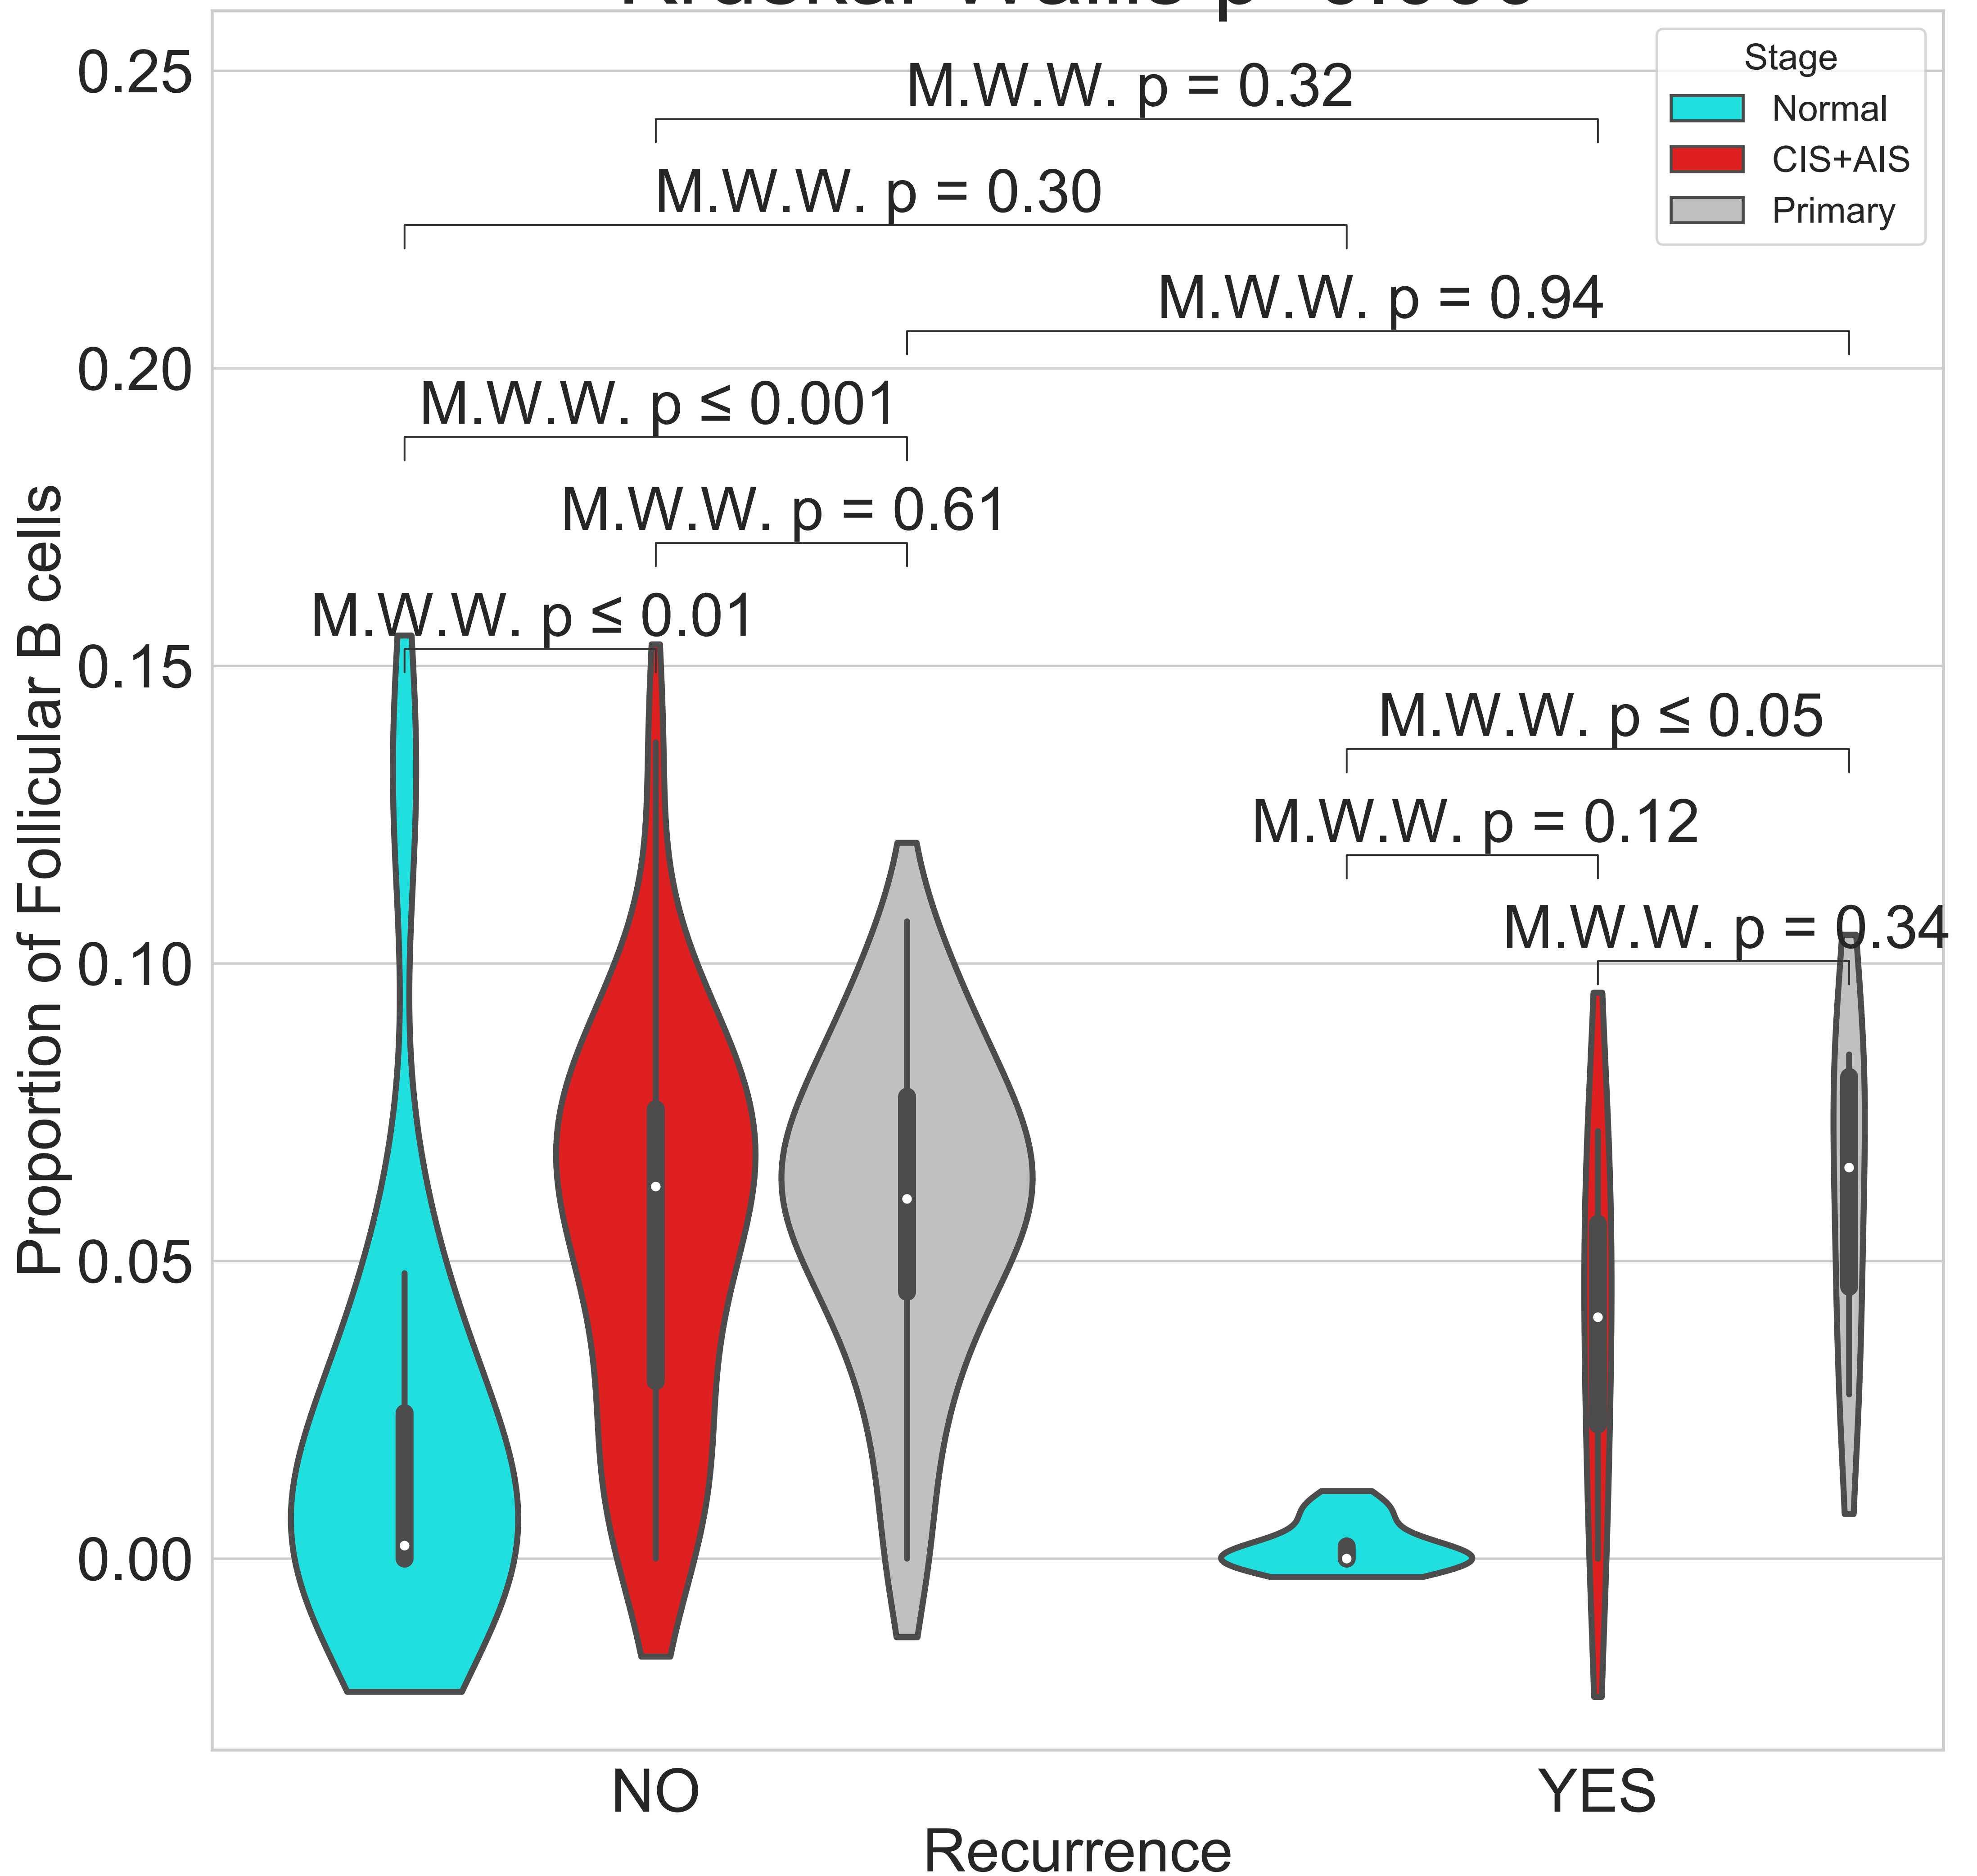 0.25
0.20
0.15
0.10
0.05
0.00
Proportion of Follicular B cells
M.W.W. p = 0.32
M.W.W. p = 0.30
M.W.W. p = 0.94
M.W.W. p ≤ 0.001
M.W.W. p = 0.61
M.W.W. p ≤ 0.01
M.W.W. p ≤ 0.05
M.W.W. p = 0.12
M.W.W. p = 0.34
Stage
Normal
CIS+AIS
Primary
NO
YES
Recurrence